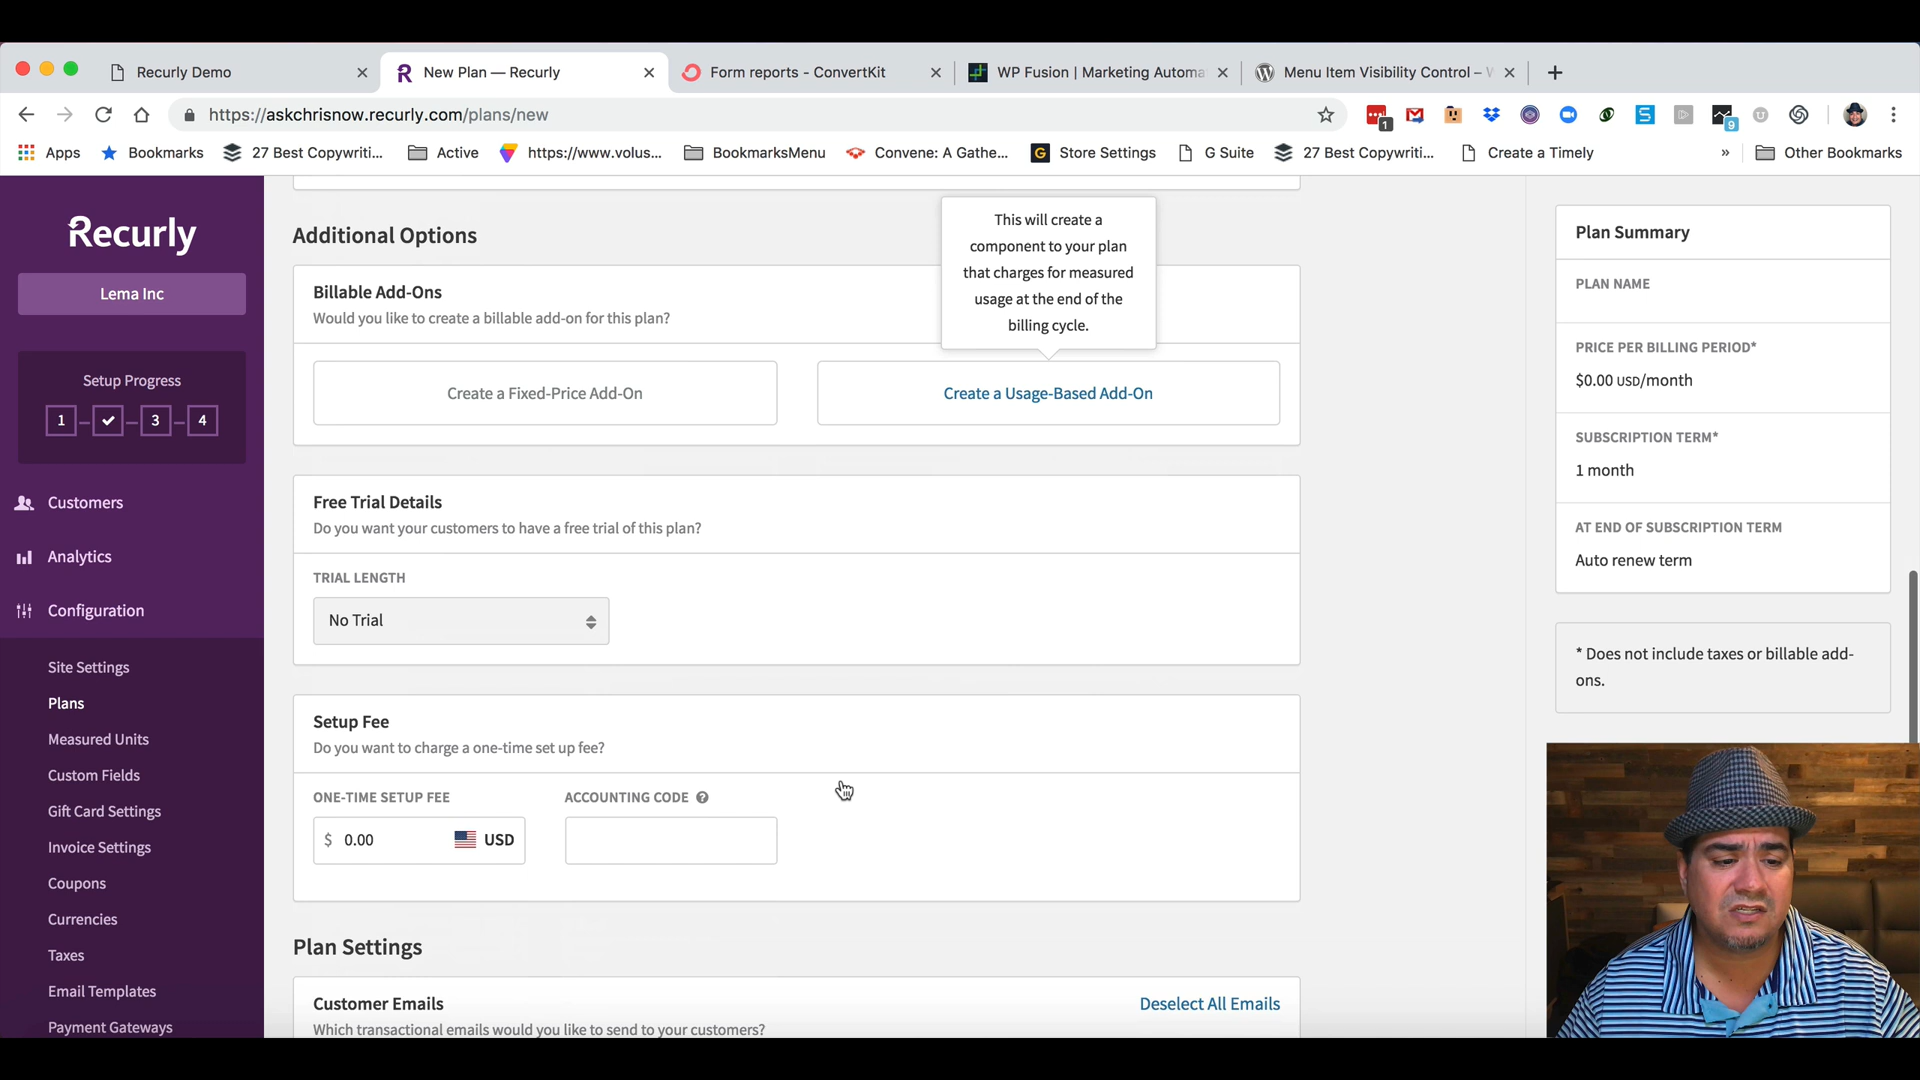 Recurly Demo
New Plan — Recurly
Form reports - ConvertKit
WP Fusion | Marketing Automa
Menu Item Visibility Control – W
https://askchrisnow.recurly.com/plans/new
1
9
Apps
Bookmarks
27 Best Copywriti...
Active
https://www.volus...
BookmarksMenu
Convene: A Gathe...
G
Store Settings
G Suite
27 Best Copywriti...
Create a Timely
»
Other Bookmarks
Recurly
Lema Inc
Setup Progress
1 3 4
Customers
Analytics
Configuration
Site Settings
Plans
Measured Units
Custom Fields
Gift Card Settings
Invoice Settings
Coupons
Currencies
Taxes
Email Templates
Payment Gateways
Additional Options
Billable Add-Ons
Would you like to create a billable add-on for this plan?
This will create a
component to your plan
that charges for measured
usage at the end of the
billing cycle.
Create a Fixed-Price Add-On
Create a Usage-Based Add-On
Free Trial Details
Do you want your customers to have a free trial of this plan?
TRIAL LENGTH
No Trial
Setup Fee
Do you want to charge a one-time set up fee?
ONE-TIME SETUP FEE
$ 0.00 USD
ACCOUNTING CODE ?
Plan Settings
Customer Emails
Deselect All Emails
Which transactional emails would you like to send to your customers?
Plan Summary
PLAN NAME
PRICE PER BILLING PERIOD*
$0.00 USD/month
SUBSCRIPTION TERM*
1 month
AT END OF SUBSCRIPTION TERM
Auto renew term
* Does not include taxes or billable add-
ons.